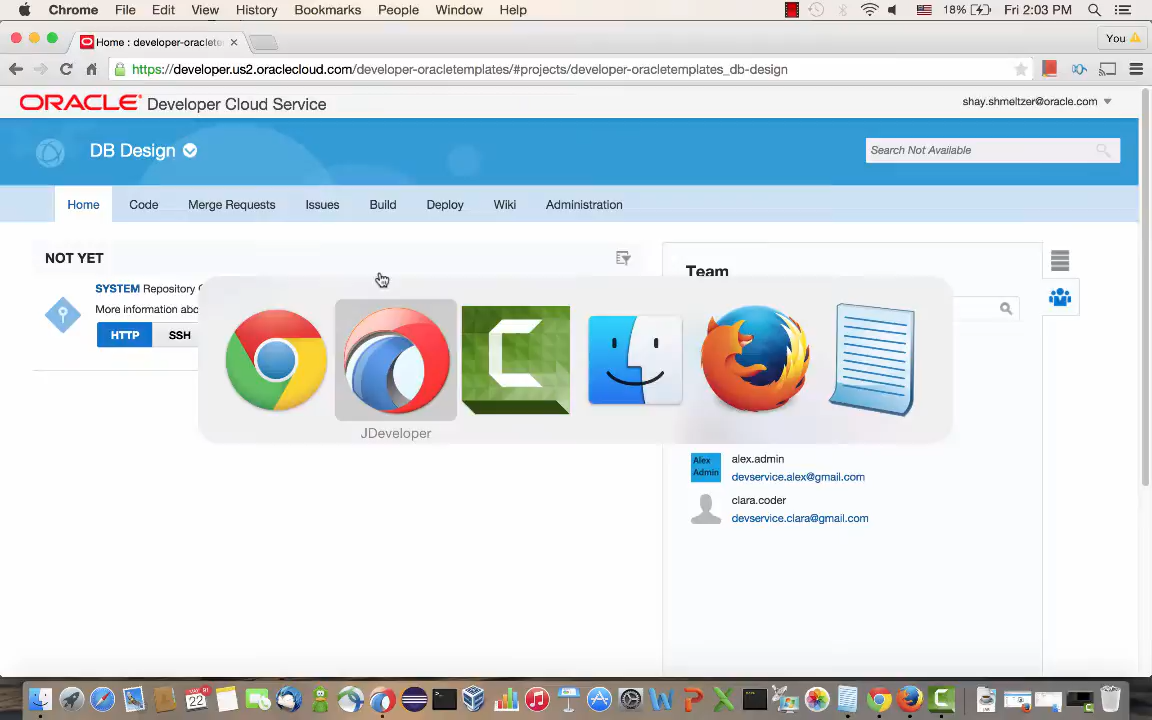 Chrome File Edit View History Bookmarks People Window Help 18% Fri 2:03 PM
Home : developer-oraclete You
https://developer.us2.oraclecloud.com/developer-oracletemplates/#projects/developer-oracletemplates_db-design
ORACLE Developer Cloud Service shay.shmeltzer@oracle.com
DB Design Search Not Available
Home Code Merge Requests Issues Build Deploy Wiki Administration
NOT YET
Team
SYSTEM Repository
More information abo
HTTP SSH
JDeveloper
Alex Admin alex.admin
devservice.alex@gmail.com
clara.coder
devservice.clara@gmail.com
22